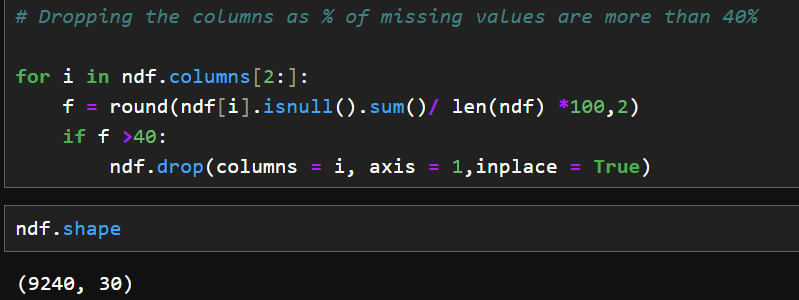 # Dropping the columns as % of missing values are more than 40%
for i in ndf.columns[2:]:
    f = round(ndf[i].isnull().sum()/ len(ndf) *100,2)
    if f >40:
        ndf.drop(columns = i, axis = 1,inplace = True)
ndf.shape
(9240, 30)